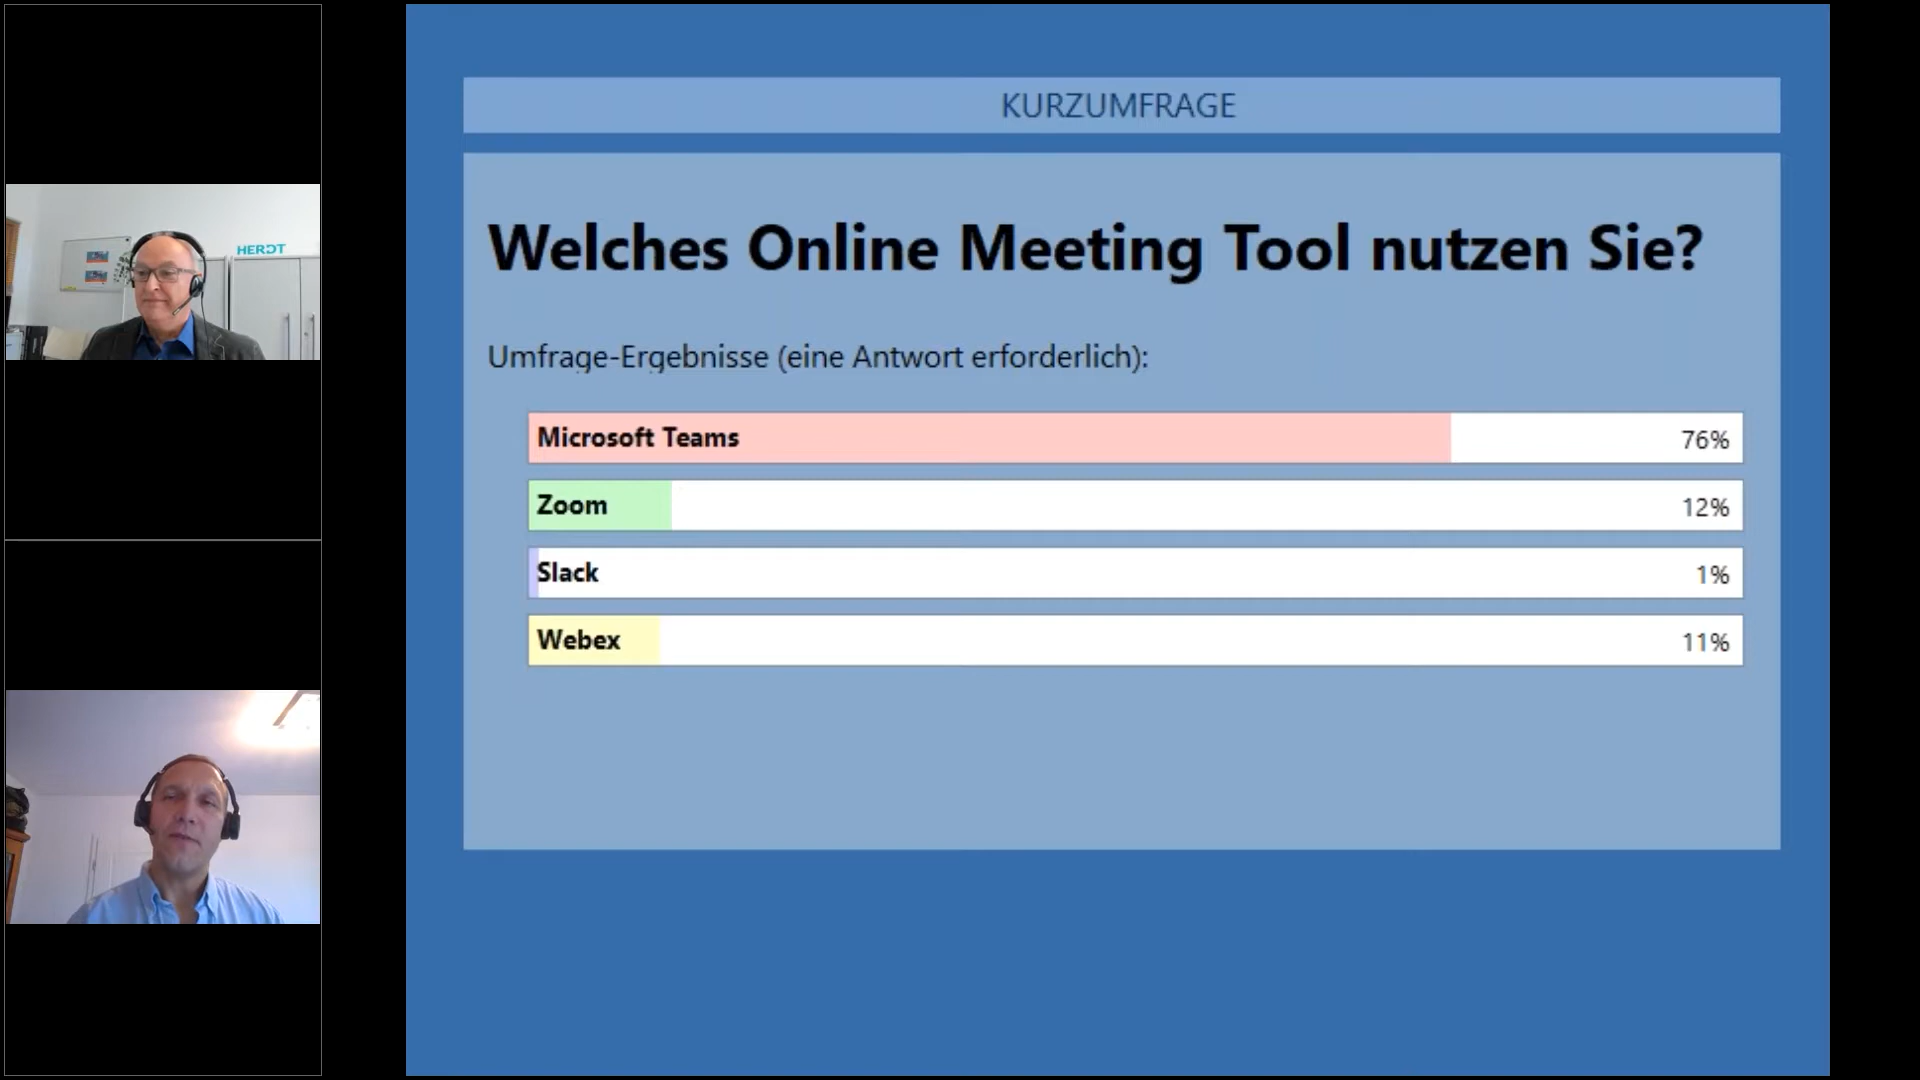 HERDT
KURZUMFRAGE
Welches Online Meeting Tool nutzen Sie?
Umfrage-Ergebnisse (eine Antwort erforderlich):
Microsoft Teams 76%
Zoom 12%
Slack 1%
Webex 11%